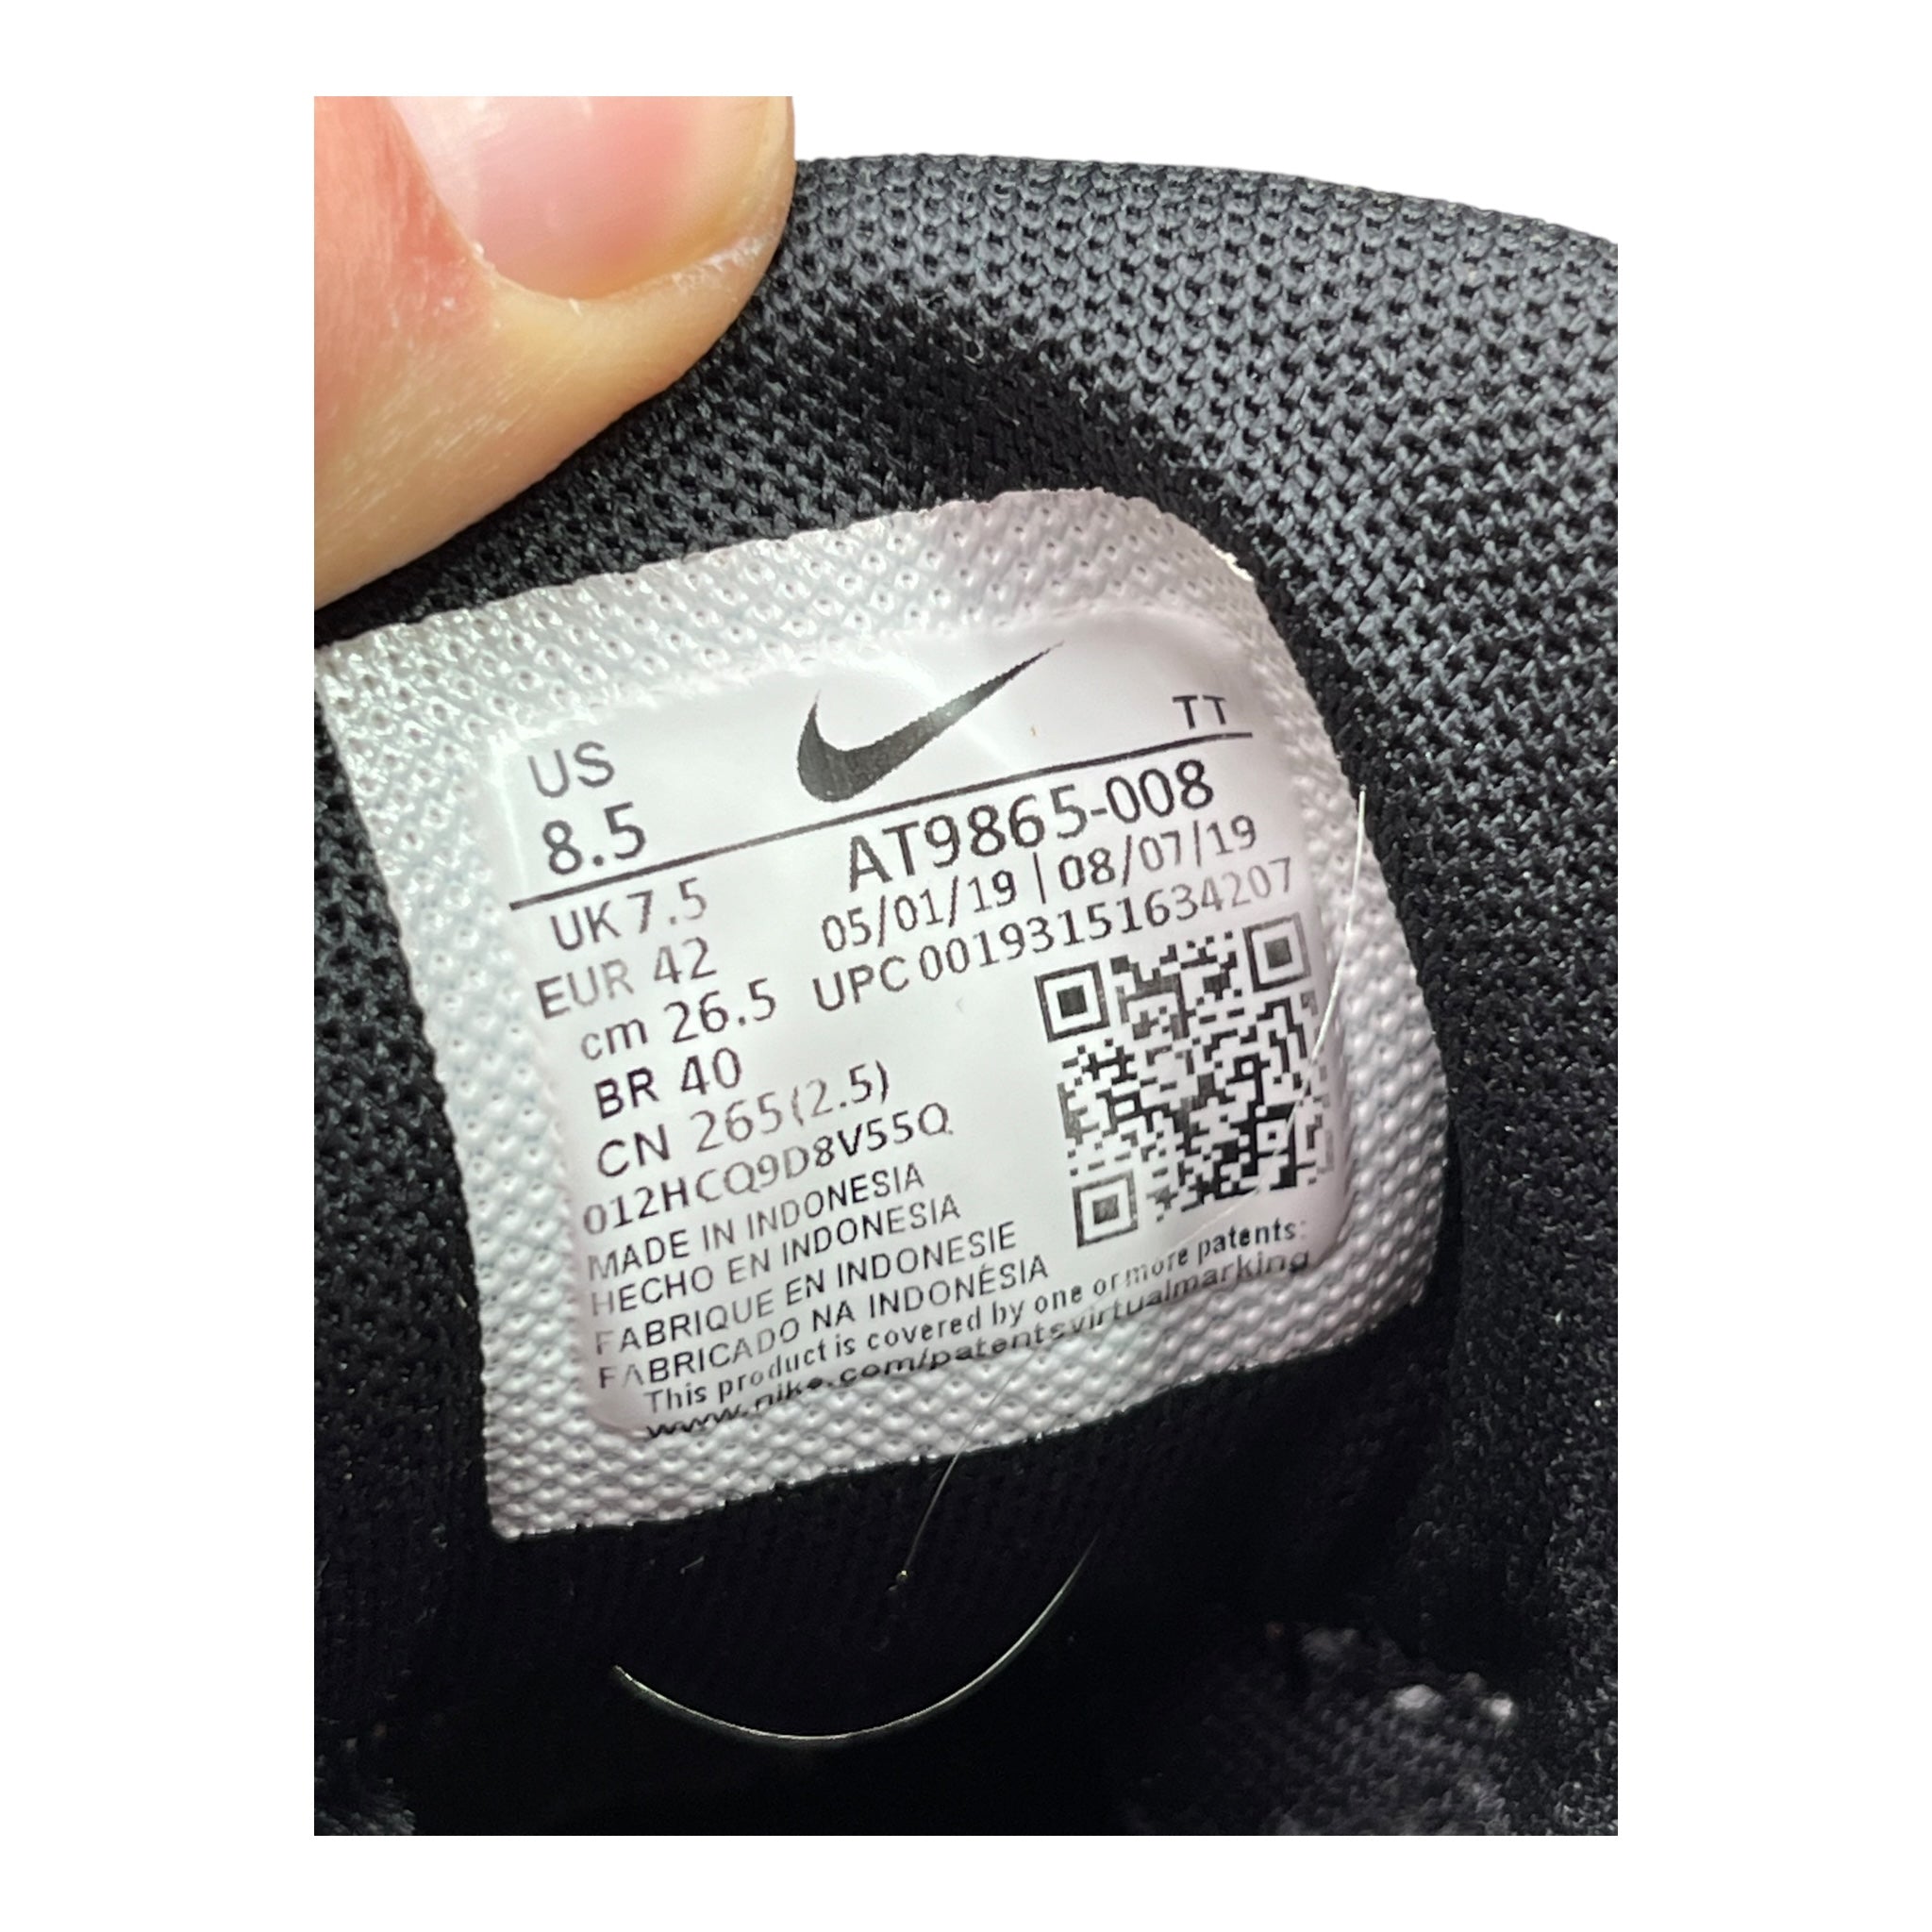 TT
US
8.5
AT9865-008
UK 7.5
05/01/19 | 08/07/19
EUR 42
UPC 00193151634207
cm 26.5
BR 40
CN 265(2.5)
012HCQ9D8V55Q
MADE IN INDONESIA
HECHO EN INDONESIA
FABRIQUE EN INDONESIE
FABRICADO NA INDONÉSIA
This product is covered by one or more patents:
www.nike.com/patentsvirtualmarking